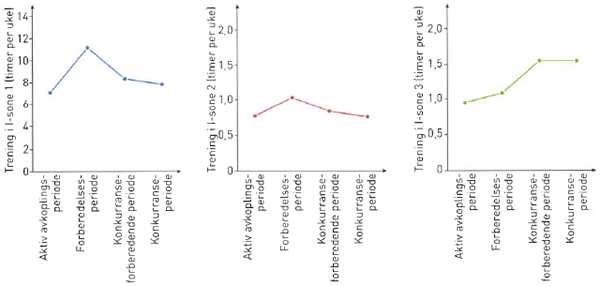 Trening i I-sone 1 (timer per uke)
14
12
10
8
6
4
2
0
Aktiv avkoplings-
periode
Forberedelses-
periode
Konkurranse-
forberedende periode
Konkurranse-
periode
Trening i I-sone 2 (timer per uke)
2,0
1,5
1,0
0,5
0
Aktiv avkoplings-
periode
Forberedelses-
periode
Konkurranse-
forberedende periode
Konkurranse-
periode
Trening i I-sone 3 (timer per uke)
2,0
1,5
1,0
0,5
0
Aktiv avkoplings-
periode
Forberedelses-
periode
Konkurranse-
forberedende periode
Konkurranse-
periode